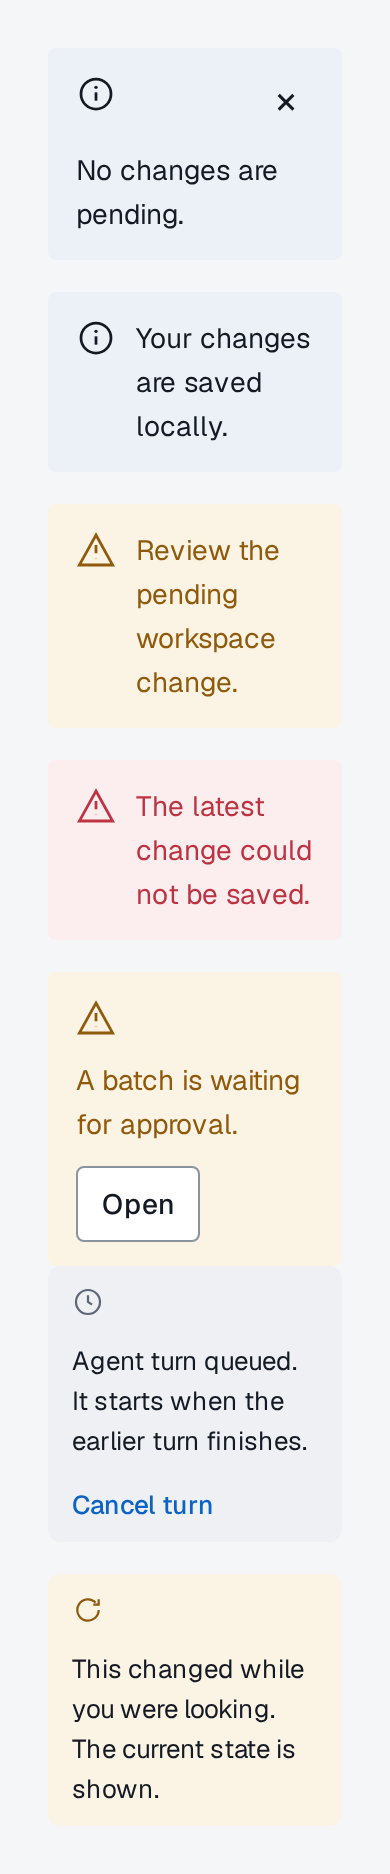 No changes are
pending.
Your changes
are saved
locally.
Review the
pending
workspace
change.
The latest
change could
not be saved.
A batch is waiting
for approval.
Open
Agent turn queued.
It starts when the
earlier turn finishes.
Cancel turn
This changed while
you were looking.
The current state is
shown.